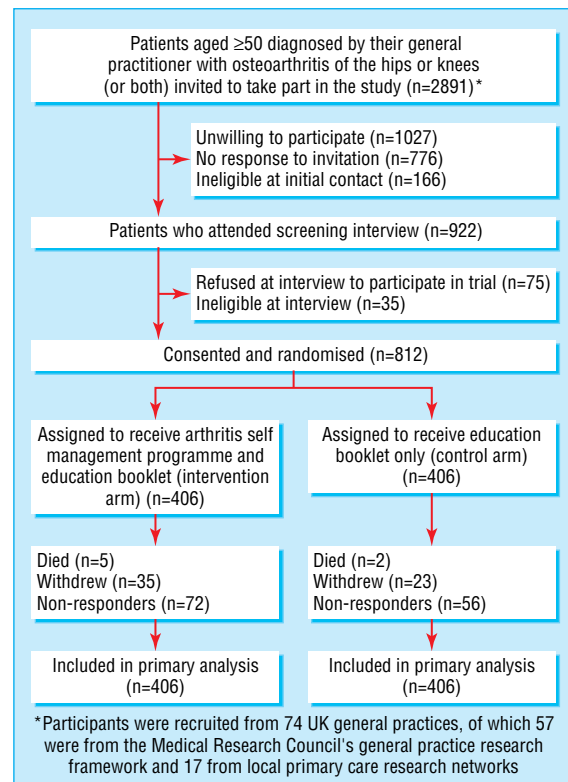 Patients aged ≥50 diagnosed by their general
practitioner with osteoarthritis of the hips or knees
(or both) invited to take part in the study (n=2891)*
Unwilling to participate (n=1027)
No response to invitation (n=776)
Ineligible at initial contact (n=166)
Patients who attended screening interview (n=922)
Refused at interview to participate in trial (n=75)
Ineligible at interview (n=35)
Consented and randomised (n=812)
Assigned to receive arthritis self
management programme and
education booklet (intervention
arm) (n=406)
Assigned to receive education
booklet only (control arm)
(n=406)
Died (n=5)
Withdrew (n=35)
Non-responders (n=72)
Died (n=2)
Withdrew (n=23)
Non-responders (n=56)
Included in primary analysis
(n=406)
Included in primary analysis
(n=406)
*Participants were recruited from 74 UK general practices, of which 57
were from the Medical Research Council's general practice research
framework and 17 from local primary care research networks